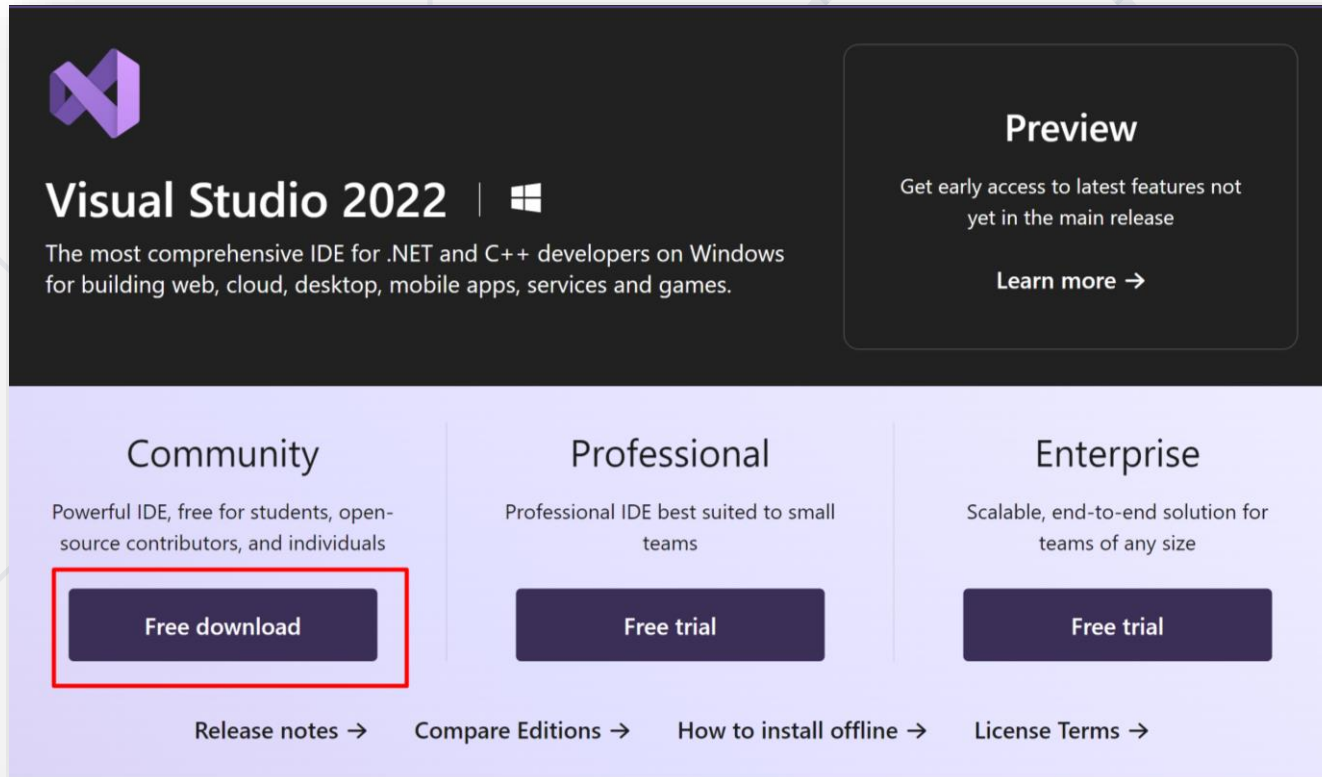 Visual Studio 2022
The most comprehensive IDE for .NET and C++ developers on Windows
for building web, cloud, desktop, mobile apps, services and games.
Preview
Get early access to latest features not
yet in the main release
Learn more →
Community
Powerful IDE, free for students, open-
source contributors, and individuals
Free download
Professional
Professional IDE best suited to small
teams
Free trial
Enterprise
Scalable, end-to-end solution for
teams of any size
Free trial
Release notes → Compare Editions → How to install offline → License Terms →